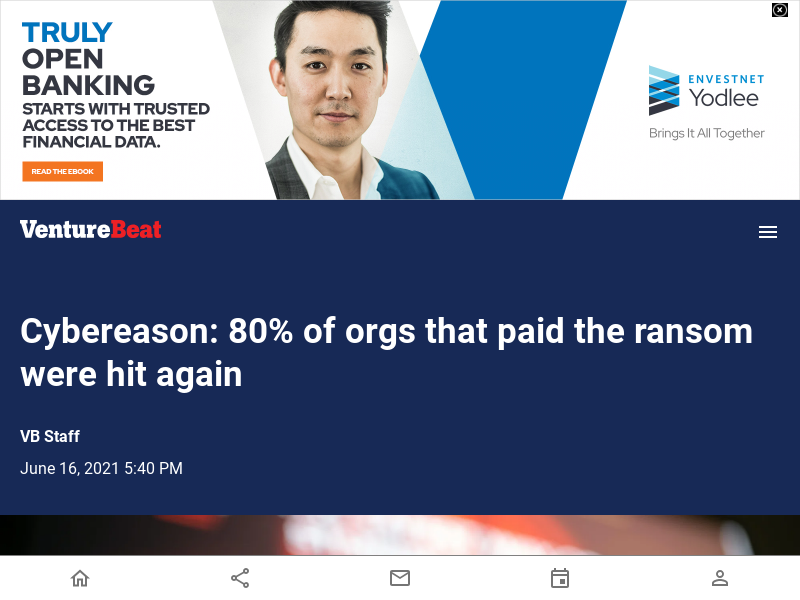 TRULY
OPEN
BANKING
STARTS WITH TRUSTED
ACCESS TO THE BEST
FINANCIAL DATA.
READ THE EBOOK
ENVESTNET
Yodlee
Brings It All Together
VentureBeat
Cybereason: 80% of orgs that paid the ransom
were hit again
VB Staff
June 16, 2021 5:40 PM